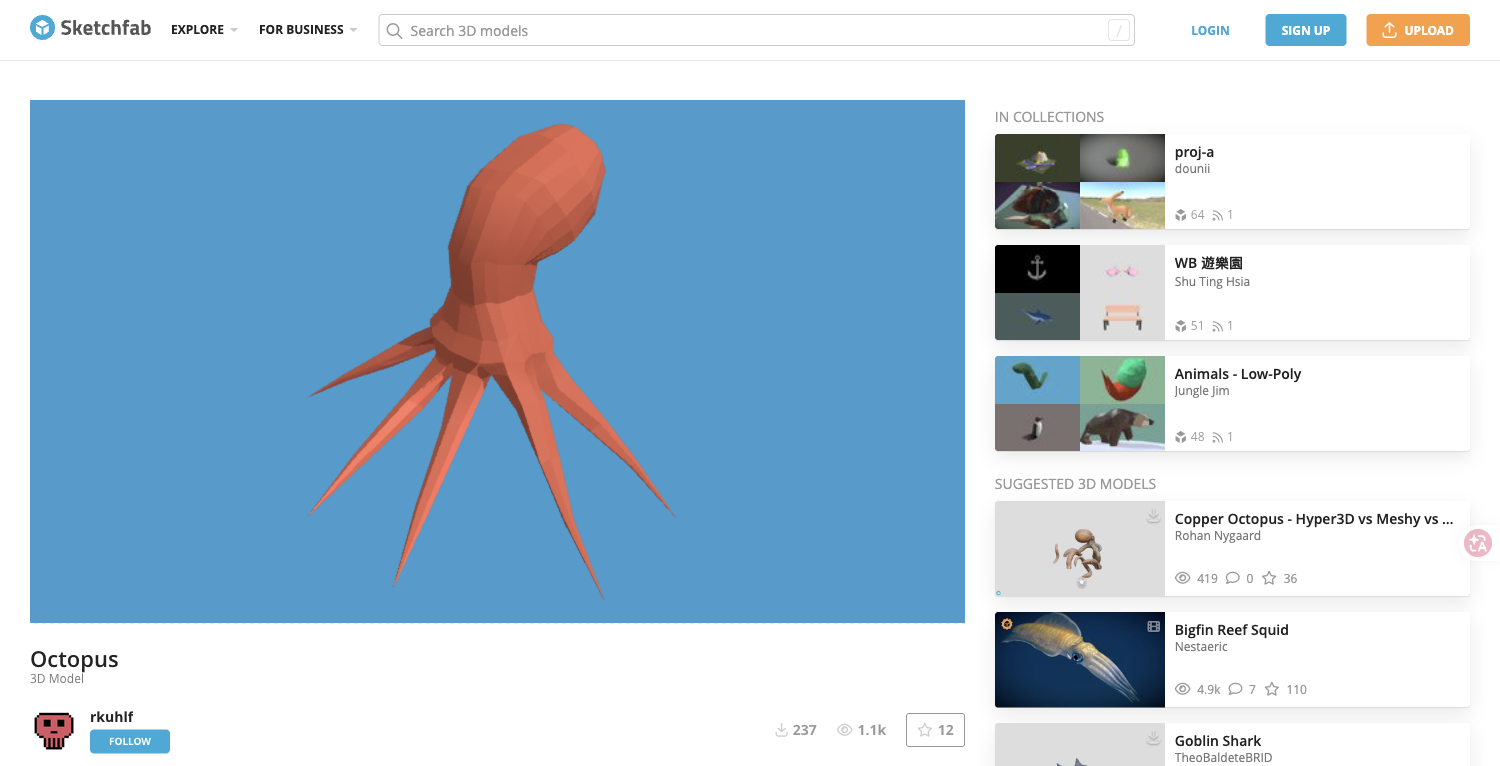 Sketchfab
EXPLORE
FOR BUSINESS
Search 3D models
/
LOGIN
SIGN UP
UPLOAD
IN COLLECTIONS
proj-a
dounii
64 1
WB 遊樂園
Shu Ting Hsia
51 1
Animals - Low-Poly
Jungle Jim
48 1
SUGGESTED 3D MODELS
Copper Octopus - Hyper3D vs Meshy vs ...
Rohan Nygaard
419 0 36
Bigfin Reef Squid
Nestaeric
4.9k 7 110
Goblin Shark
TheoBaldeteBRID
Octopus
3D Model
rkuhlf
FOLLOW
237 1.1k 12